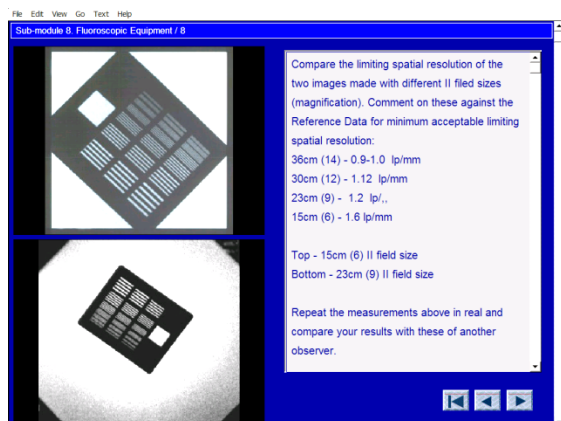 File Edit View Go Text Help
Sub-module 8. Fluoroscopic Equipment / 8
Compare the limiting spatial resolution of the
two images made with different II filed sizes
(magnification). Comment on these against the
Reference Data for minimum acceptable limiting
spatial resolution:
36cm (14) - 0.9-1.0 lp/mm
30cm (12) - 1.12 lp/mm
23cm (9) - 1.2 lp/,,
15cm (6) - 1.6 lp/mm
Top - 15cm (6) II field size
Bottom - 23cm (9) II field size
Repeat the measurements above in real and
compare your results with these of another
observer.